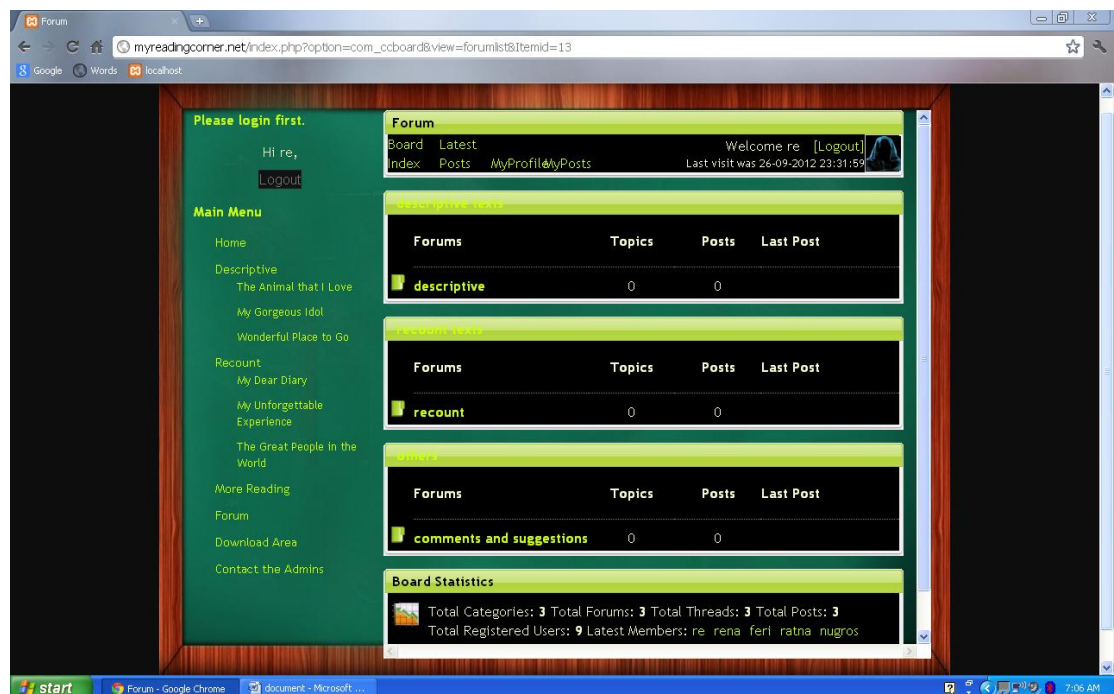 Forum
myreadingcorner.net/index.php?option=com_ccboard&view=forumlist&Itemid=13
Google Words localhost
Please login first.
Hi re,
Logout
Main Menu
Home
Descriptive
The Animal that I Love
My Gorgeous Idol
Wonderful Place to Go
Recount
My Dear Diary
My Unforgettable
Experience
The Great People in the
World
More Reading
Forum
Download Area
Contact the Admins
Forum
Board Latest
Index Posts MyProfile MyPosts
Welcome re [Logout]
Last visit was 26-09-2012 23:31:59
descriptive texts
Forums Topics Posts Last Post
descriptive 0 0
recount texts
Forums Topics Posts Last Post
recount 0 0
others
Forums Topics Posts Last Post
comments and suggestions 0 0
Board Statistics
Total Categories: 3 Total Forums: 3 Total Threads: 3 Total Posts: 3
Total Registered Users: 9 Latest Members: re rena feri ratna nugros
start Forum - Google Chrome document - Microsoft ... 7:06 AM